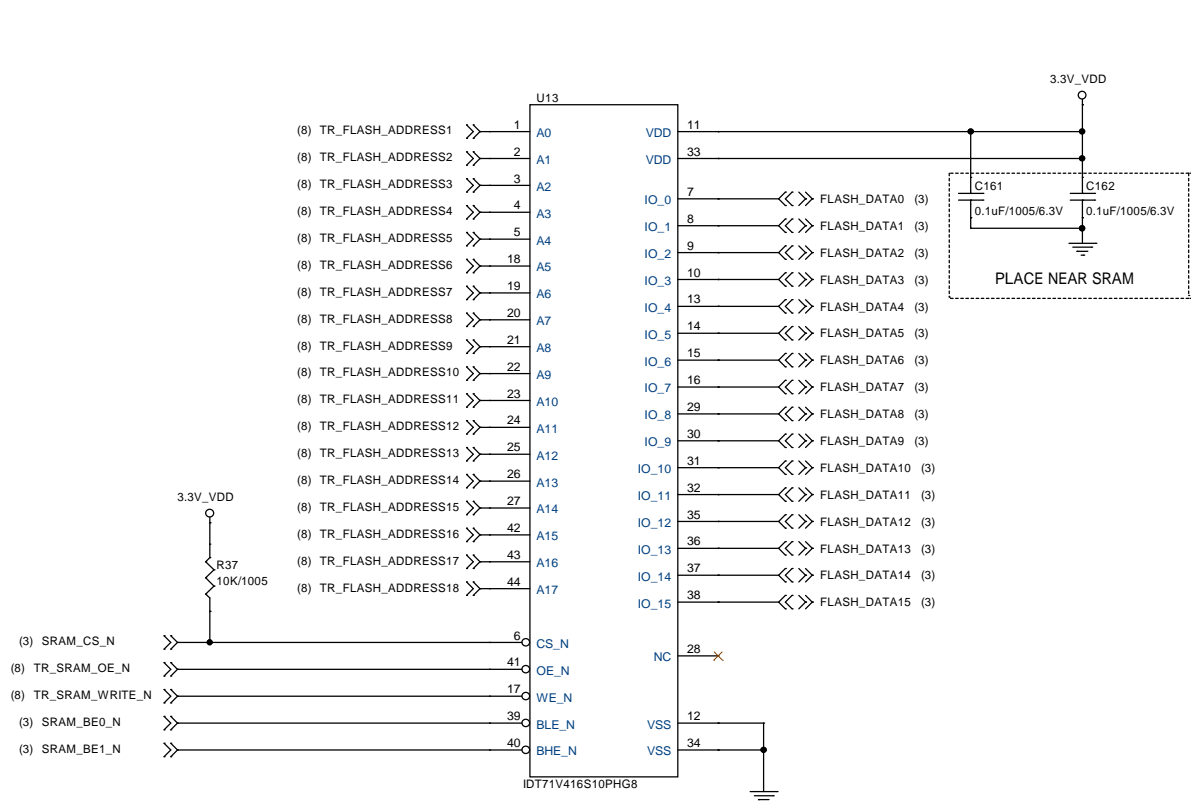 3.3V_VDD
U13
(8) TR_FLASH_ADDRESS1 1 A0 VDD 11
(8) TR_FLASH_ADDRESS2 2 A1 VDD 33
(8) TR_FLASH_ADDRESS3 3 A2 IO_0 7 FLASH_DATA0 (3)
(8) TR_FLASH_ADDRESS4 4 A3 IO_1 8 FLASH_DATA1 (3)
(8) TR_FLASH_ADDRESS5 5 A4 IO_2 9 FLASH_DATA2 (3)
(8) TR_FLASH_ADDRESS6 18 A5 IO_3 10 FLASH_DATA3 (3)
(8) TR_FLASH_ADDRESS7 19 A6 IO_4 13 FLASH_DATA4 (3)
(8) TR_FLASH_ADDRESS8 20 A7 IO_5 14 FLASH_DATA5 (3)
(8) TR_FLASH_ADDRESS9 21 A8 IO_6 15 FLASH_DATA6 (3)
(8) TR_FLASH_ADDRESS10 22 A9 IO_7 16 FLASH_DATA7 (3)
(8) TR_FLASH_ADDRESS11 23 A10 IO_8 29 FLASH_DATA8 (3)
(8) TR_FLASH_ADDRESS12 24 A11 IO_9 30 FLASH_DATA9 (3)
(8) TR_FLASH_ADDRESS13 25 A12 IO_10 31 FLASH_DATA10 (3)
(8) TR_FLASH_ADDRESS14 26 A13 IO_11 32 FLASH_DATA11 (3)
(8) TR_FLASH_ADDRESS15 27 A14 IO_12 35 FLASH_DATA12 (3)
(8) TR_FLASH_ADDRESS16 42 A15 IO_13 36 FLASH_DATA13 (3)
(8) TR_FLASH_ADDRESS17 43 A16 IO_14 37 FLASH_DATA14 (3)
(8) TR_FLASH_ADDRESS18 44 A17 IO_15 38 FLASH_DATA15 (3)
C161 C162
0.1uF/1005/6.3V 0.1uF/1005/6.3V
PLACE NEAR SRAM
3.3V_VDD
R37
10K/1005
(3) SRAM_CS_N 6 CS_N
(8) TR_SRAM_OE_N 41 OE_N NC 28
(8) TR_SRAM_WRITE_N 17 WE_N
(3) SRAM_BE0_N 39 BLE_N VSS 12
(3) SRAM_BE1_N 40 BHE_N VSS 34
IDT71V416S10PHG8